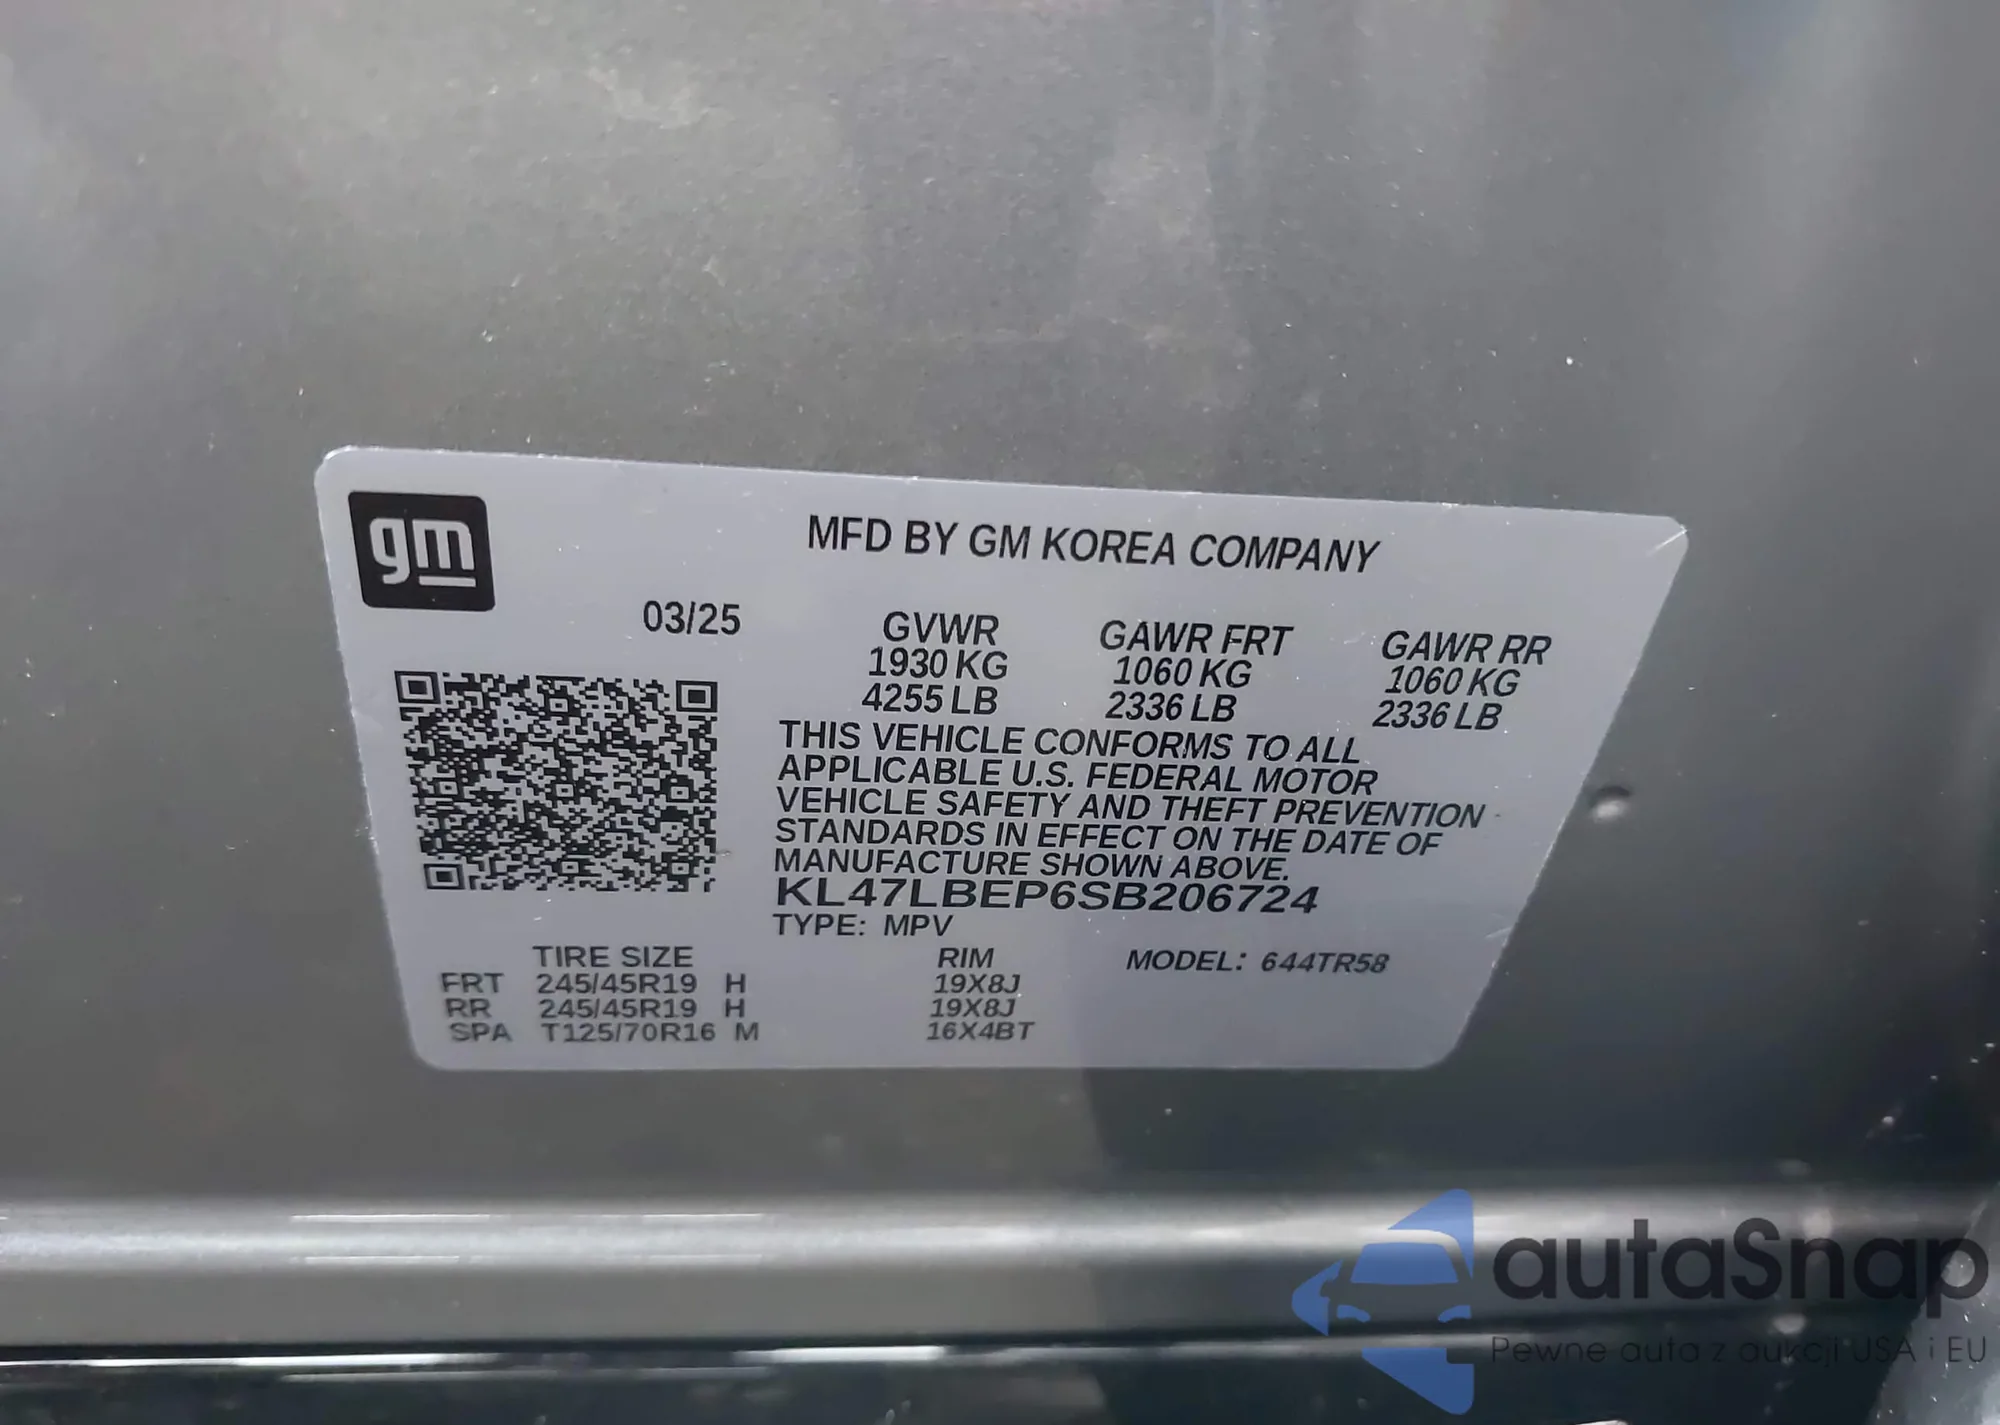 gm
MFD BY GM KOREA COMPANY
03/25
GVWR GAWR FRT GAWR RR
1930 KG 1060 KG 1060 KG
4255 LB 2336 LB 2336 LB
THIS VEHICLE CONFORMS TO ALL
APPLICABLE U.S. FEDERAL MOTOR
VEHICLE SAFETY AND THEFT PREVENTION
STANDARDS IN EFFECT ON THE DATE OF
MANUFACTURE SHOWN ABOVE.
KL47LBEP6SB206724
TYPE: MPV
TIRE SIZE RIM MODEL: 644TR58
FRT 245/45R19 H 19X8J
RR 245/45R19 H 19X8J
SPA T125/70R16 M 16X4BT
autaSnap
Pewne auta z aukcji USA i EU